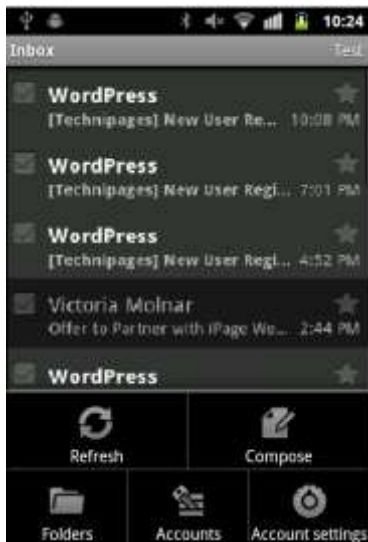 10:24
Inbox Test
WordPress
[Technipages] New User Re... 10:08 PM
WordPress
[Technipages] New User Regi... 7:01 PM
WordPress
[Technipages] New User Regi... 4:52 PM
Victoria Molnar
Offer to Partner with iPage We... 2:44 PM
WordPress
Refresh Compose
Folders Accounts Account settings